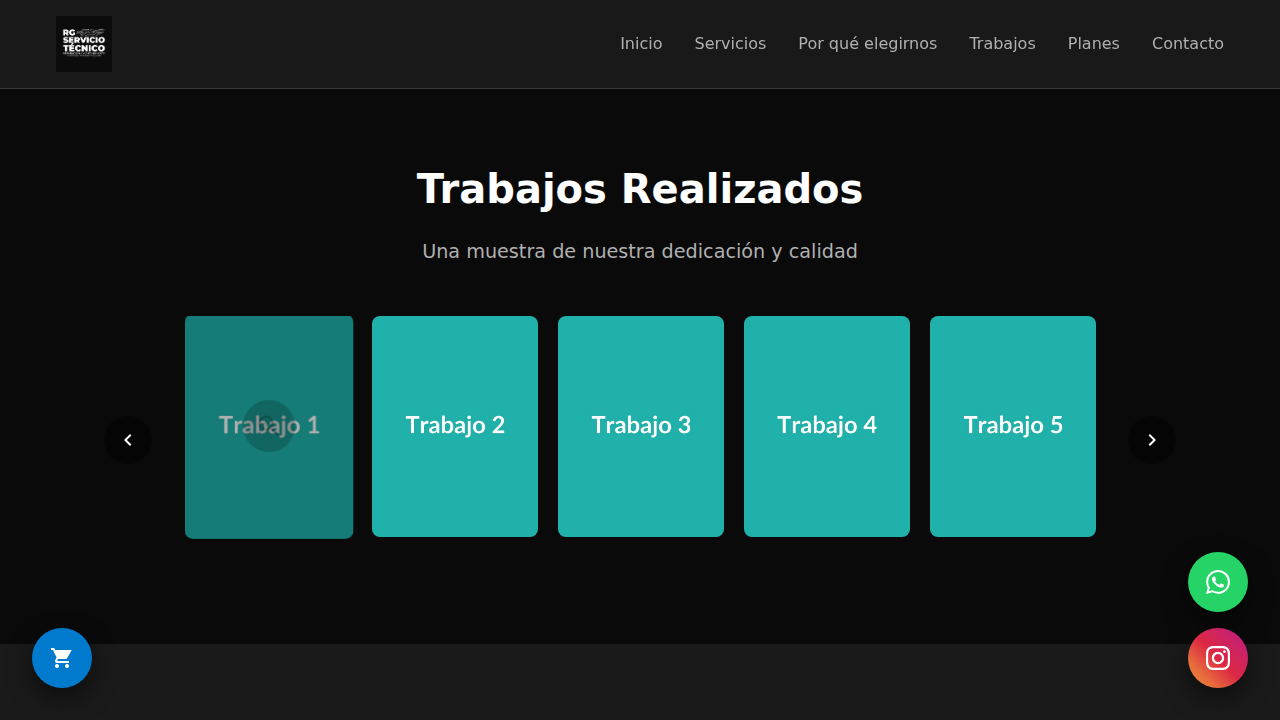 RG
SERVICIO
TÉCNICO
Inicio
Servicios
Por qué elegirnos
Trabajos
Planes
Contacto
Trabajos Realizados
Una muestra de nuestra dedicación y calidad
Trabajo 1
Trabajo 2
Trabajo 3
Trabajo 4
Trabajo 5